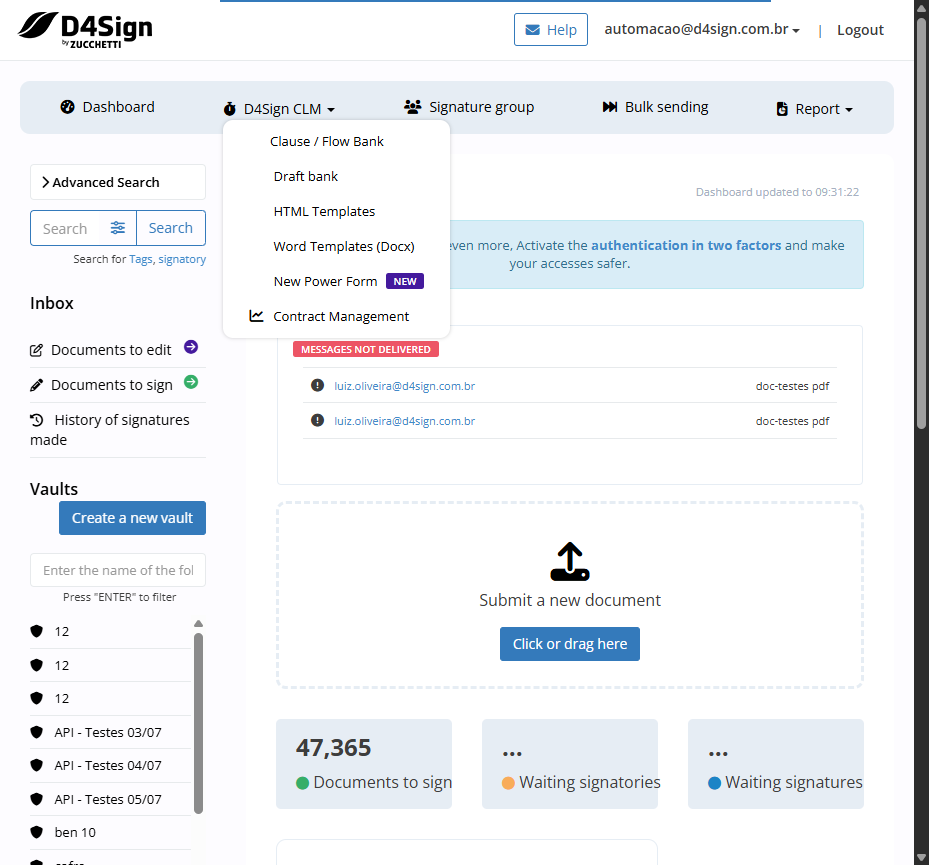 D4Sign
by ZUCCHETTI
Help
automacao@d4sign.com.br
|
Logout
Dashboard
D4Sign CLM
Signature group
Bulk sending
Report
Clause / Flow Bank
Draft bank
HTML Templates
Word Templates (Docx)
New Power Form NEW
Contract Management
Advanced Search
Search
Search
Search for Tags, signatory
Inbox
Documents to edit
Documents to sign
History of signatures
made
Vaults
Create a new vault
Enter the name of the fol
Press "ENTER" to filter
12
12
12
API - Testes 03/07
API - Testes 04/07
API - Testes 05/07
ben 10
Dashboard updated to 09:31:22
even more, Activate the authentication in two factors and make
your accesses safer.
MESSAGES NOT DELIVERED
luiz.oliveira@d4sign.com.br doc-testes pdf
luiz.oliveira@d4sign.com.br doc-testes pdf
Submit a new document
Click or drag here
47,365
Documents to sign
...
Waiting signatories
...
Waiting signatures